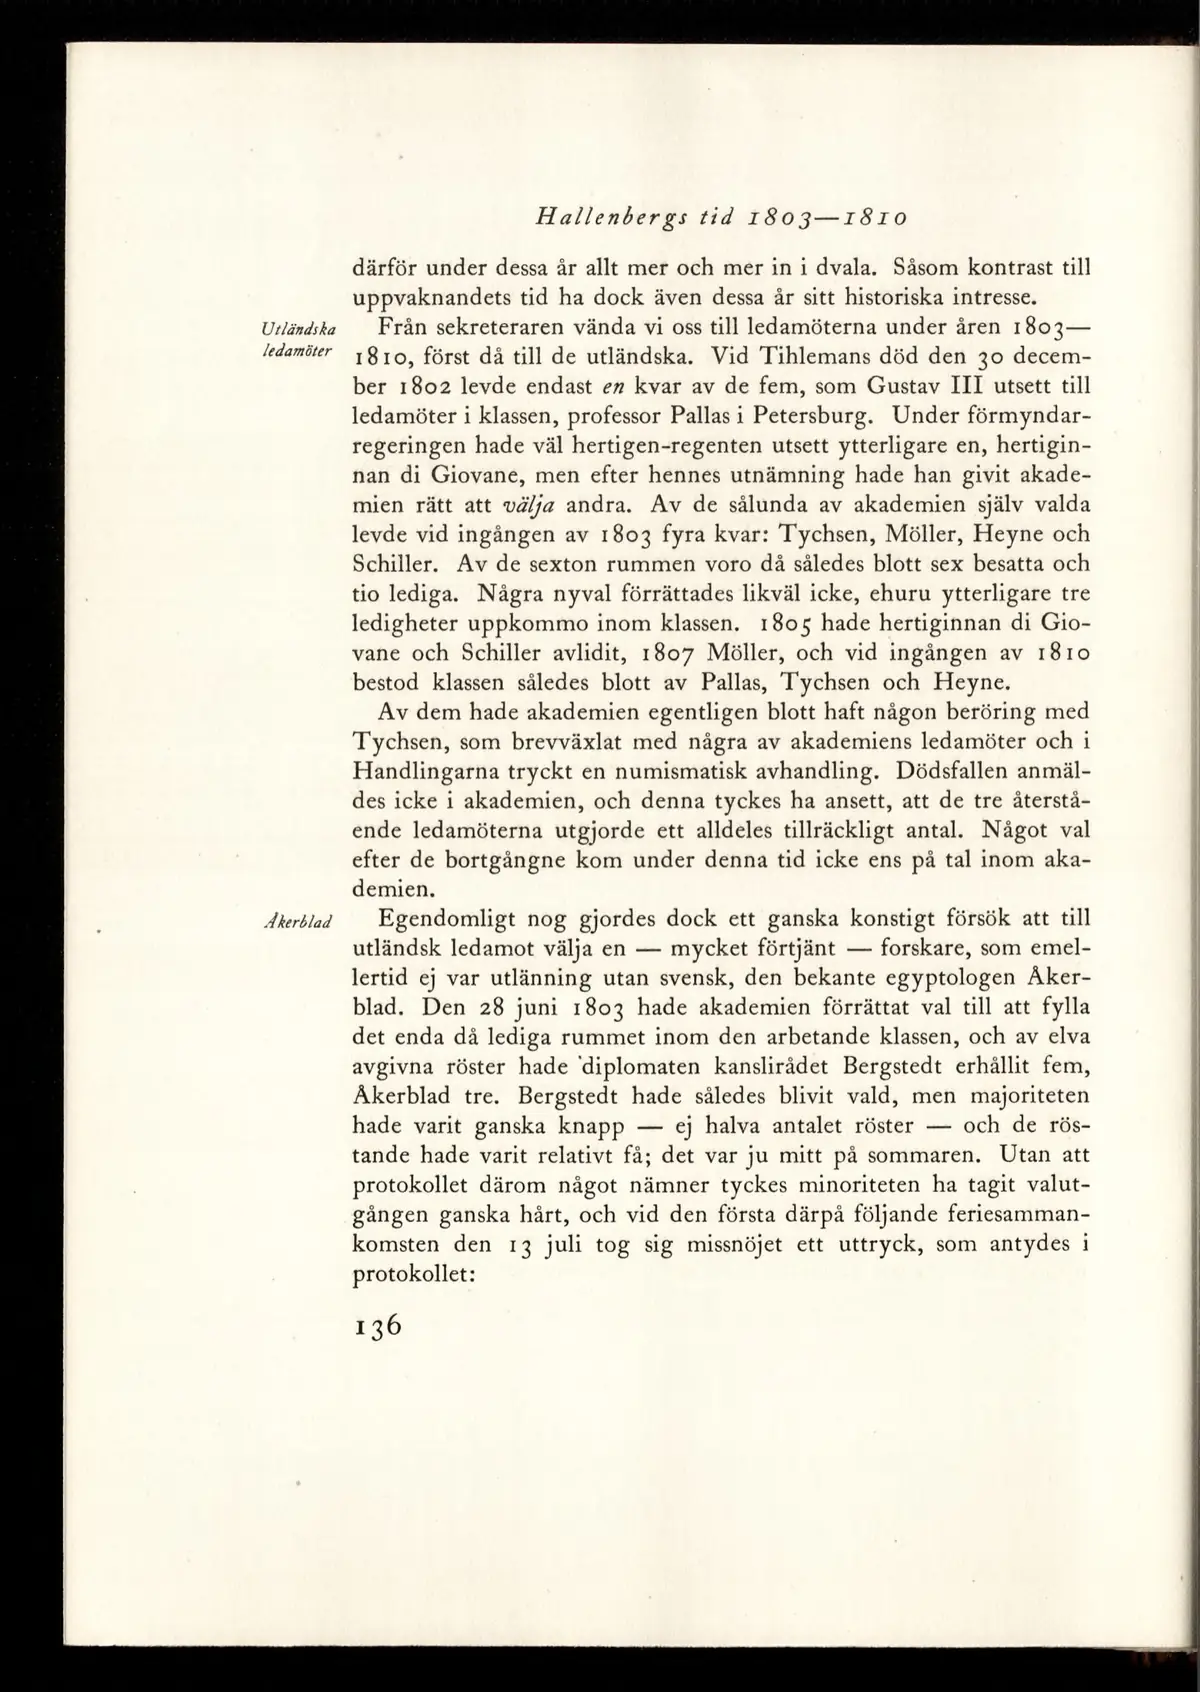 Hallenbergs tid 1803—1810
därför under dessa år allt mer och mer in i dvala. Såsom kontrast till
uppvaknandets tid ha dock även dessa år sitt historiska intresse.
Utländska
ledamöter
Från sekreteraren vända vi oss till ledamöterna under åren 1803—
1810, först då till de utländska. Vid Tihlemans död den 30 decem-
ber 1802 levde endast en kvar av de fem, som Gustav III utsett till
ledamöter i klassen, professor Pallas i Petersburg. Under förmyndar-
regeringen hade väl hertigen-regenten utsett ytterligare en, hertigin-
nan di Giovane, men efter hennes utnämning hade han givit akade-
mien rätt att välja andra. Av de sålunda av akademien själv valda
levde vid ingången av 1803 fyra kvar: Tychsen, Möller, Heyne och
Schiller. Av de sexton rummen voro då således blott sex besatta och
tio lediga. Några nyval förrättades likväl icke, ehuru ytterligare tre
ledigheter uppkommo inom klassen. 1805 hade hertiginnan di Gio-
vane och Schiller avlidit, 1807 Möller, och vid ingången av 1810
bestod klassen således blott av Pallas, Tychsen och Heyne.
Av dem hade akademien egentligen blott haft någon beröring med
Tychsen, som brevväxlat med några av akademiens ledamöter och i
Handlingarna tryckt en numismatisk avhandling. Dödsfallen anmäl-
des icke i akademien, och denna tyckes ha ansett, att de tre återstå-
ende ledamöterna utgjorde ett alldeles tillräckligt antal. Något val
efter de bortgångne kom under denna tid icke ens på tal inom aka-
demien.
Åkerblad
Egendomligt nog gjordes dock ett ganska konstigt försök att till
utländsk ledamot välja en — mycket förtjänt — forskare, som emel-
lertid ej var utlänning utan svensk, den bekante egyptologen Åker-
blad. Den 28 juni 1803 hade akademien förrättat val till att fylla
det enda då lediga rummet inom den arbetande klassen, och av elva
avgivna röster hade diplomaten kanslirådet Bergstedt erhållit fem,
Åkerblad tre. Bergstedt hade således blivit vald, men majoriteten
hade varit ganska knapp — ej halva antalet röster — och de rös-
tande hade varit relativt få; det var ju mitt på sommaren. Utan att
protokollet därom något nämner tyckes minoriteten ha tagit valut-
gången ganska hårt, och vid den första därpå följande feriesamman-
komsten den 13 juli tog sig missnöjet ett uttryck, som antydes i
protokollet:
136